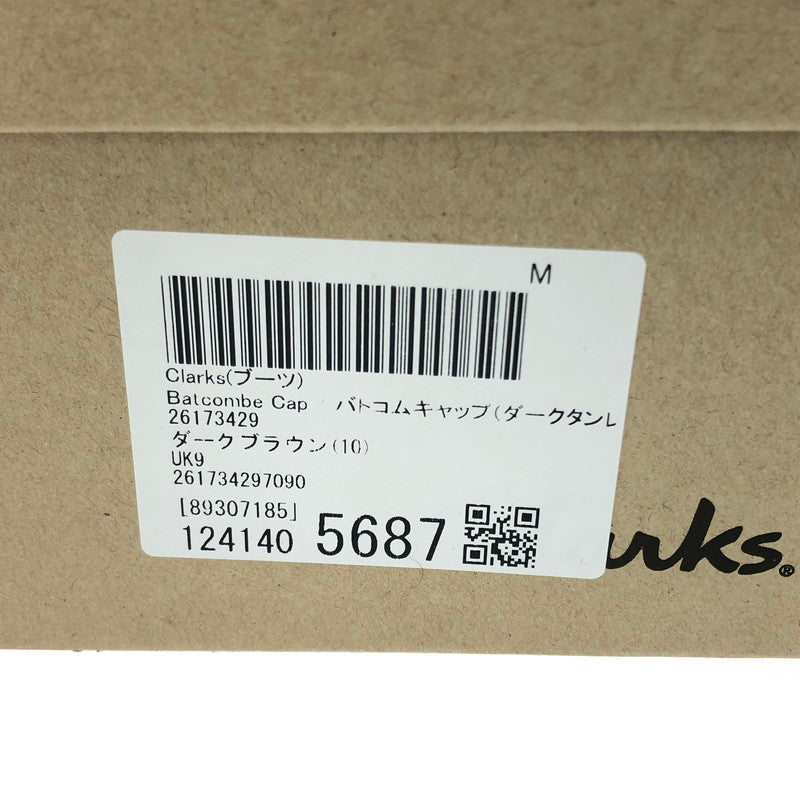 M
Clarks(ブーツ)
Batcombe Cap / バトコムキャップ(ダークタンL
26173429
ダークブラウン(10)
UK9
261734297090
[89307185]
124140 5687
arks.®